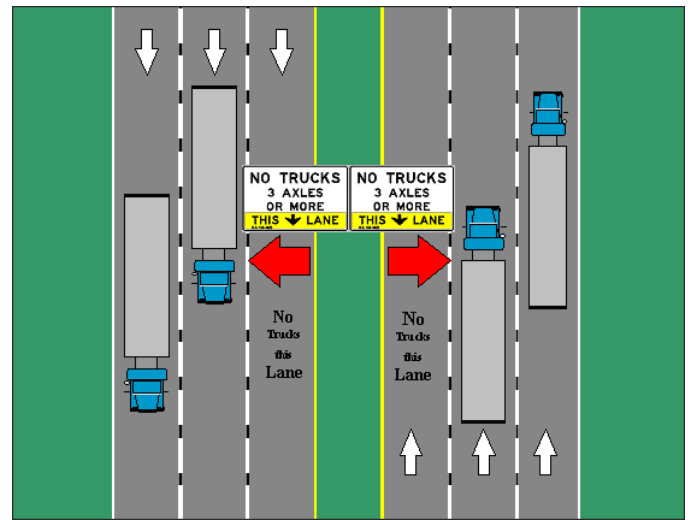 NO TRUCKS
3 AXLES
OR MORE
THIS LANE
NO TRUCKS
3 AXLES
OR MORE
THIS LANE
No
Trucks
this
Lane
No
Trucks
this
Lane